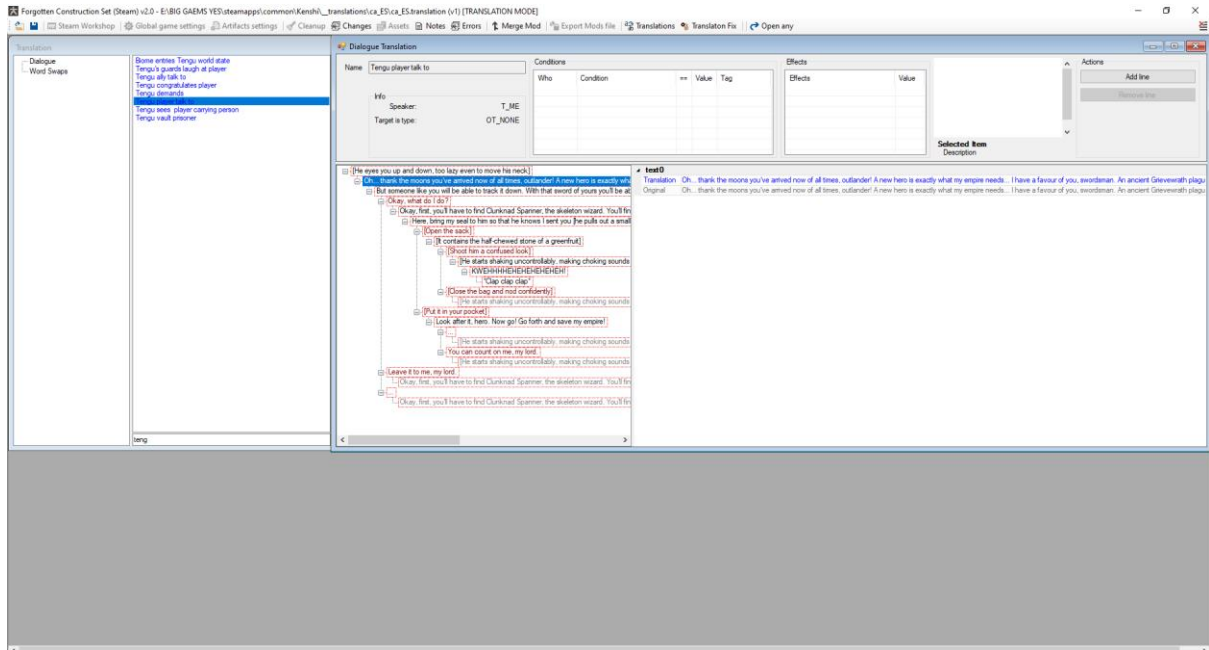 Forgotten Construction Set (Steam) v2.0 - E:\BIG GAEMS YES\steamapps\common\Kenshi\__translations\ca_ES\ca_ES.translation (v1) [TRANSLATION MODE]
Steam Workshop Global game settings Artifacts settings Cleanup Changes Assets Notes Errors Merge Mod Export Mods file Translations Translaton Fix Open any
Translation
Dialogue
Word Swaps
Biome entries Tengu world state
Tengu's guards laugh at player
Tengu ally talk to
Tengu congratulates player
Tengu demands
Tengu player talk to
Tengu sees player carrying person
Tengu vault prisoner
teng
Dialogue Translation
Name Tengu player talk to
Info
Speaker: T_ME
Target is type: OT_NONE
Conditions
Who Condition == Value Tag
Effects
Effects Value
Selected Item
Description
Actions
Add line
Remove line
[He eyes you up and down, too lazy even to move his neck]
Oh... thank the moons you've arrived now of all times, outlander! A new hero is exactly wha
But someone like you will be able to track it down. With that sword of yours you'll be at
Okay, what do I do?
Okay, first, you'll have to find Clunknad Spanner, the skeleton wizard. You'll fin
Here, bring my seal to him so that he knows I sent you [he pulls out a small
[Open the sack]
[It contains the half-chewed stone of a greenfruit]
[Shoot him a confused look]
[He starts shaking uncontrollably, making choking sounds
KWEHHHHEHEHEHEHEHEH!
"Clap clap clap"
[Close the bag and nod confidently]
[He starts shaking uncontrollably, making choking sounds
[Put it in your pocket]
Look after it, hero. Now go! Go forth and save my empire!
...
[He starts shaking uncontrollably, making choking sounds
You can count on me, my lord.
[He starts shaking uncontrollably, making choking sounds
Leave it to me, my lord.
Okay, first, you'll have to find Clunknad Spanner, the skeleton wizard. You'll fin
...
Okay, first, you'll have to find Clunknad Spanner, the skeleton wizard. You'll fin
text0
Translation Oh... thank the moons you've arrived now of all times, outlander! A new hero is exactly what my empire needs... I have a favour of you, swordsman. An ancient Grievewrath plagu
Original Oh... thank the moons you've arrived now of all times, outlander! A new hero is exactly what my empire needs... I have a favour of you, swordsman. An ancient Grievewrath plagu